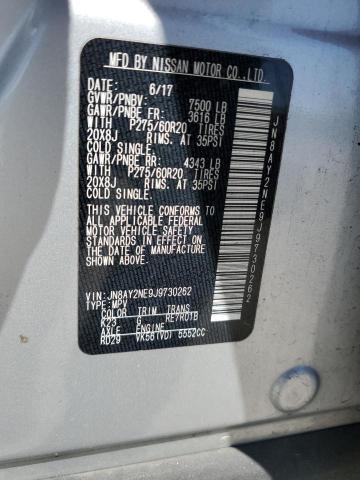 MFD BY NISSAN MOTOR CO.,LTD.
DATE: 6/17
GVWR/PNBV: 7500 LB
GAWR/PNBE FR: 3616 LB
WITH P275/60R20 TIRES
20X8J RIMS. AT 35PSI
COLD SINGLE.
GAWR/PNBE RR: 4343 LB
WITH P275/60R20 TIRES
20X8J RIMS. AT 35PSI
COLD SINGLE.
THIS VEHICLE CONFORMS TO
ALL APPLICABLE FEDERAL
MOTOR VEHICLE SAFETY
STANDARDS IN EFFECT ON
THE DATE OF MANUFACTURE
SHOWN ABOVE.
VIN: JN8AY2NE9J9730262
TYPE: MPV
COLOR TRIM TRANS
K23 G RE7R01B
AXLE ENGINE
RD29 VK56(VD) 5552CC
JN8AY2NE9J9730262